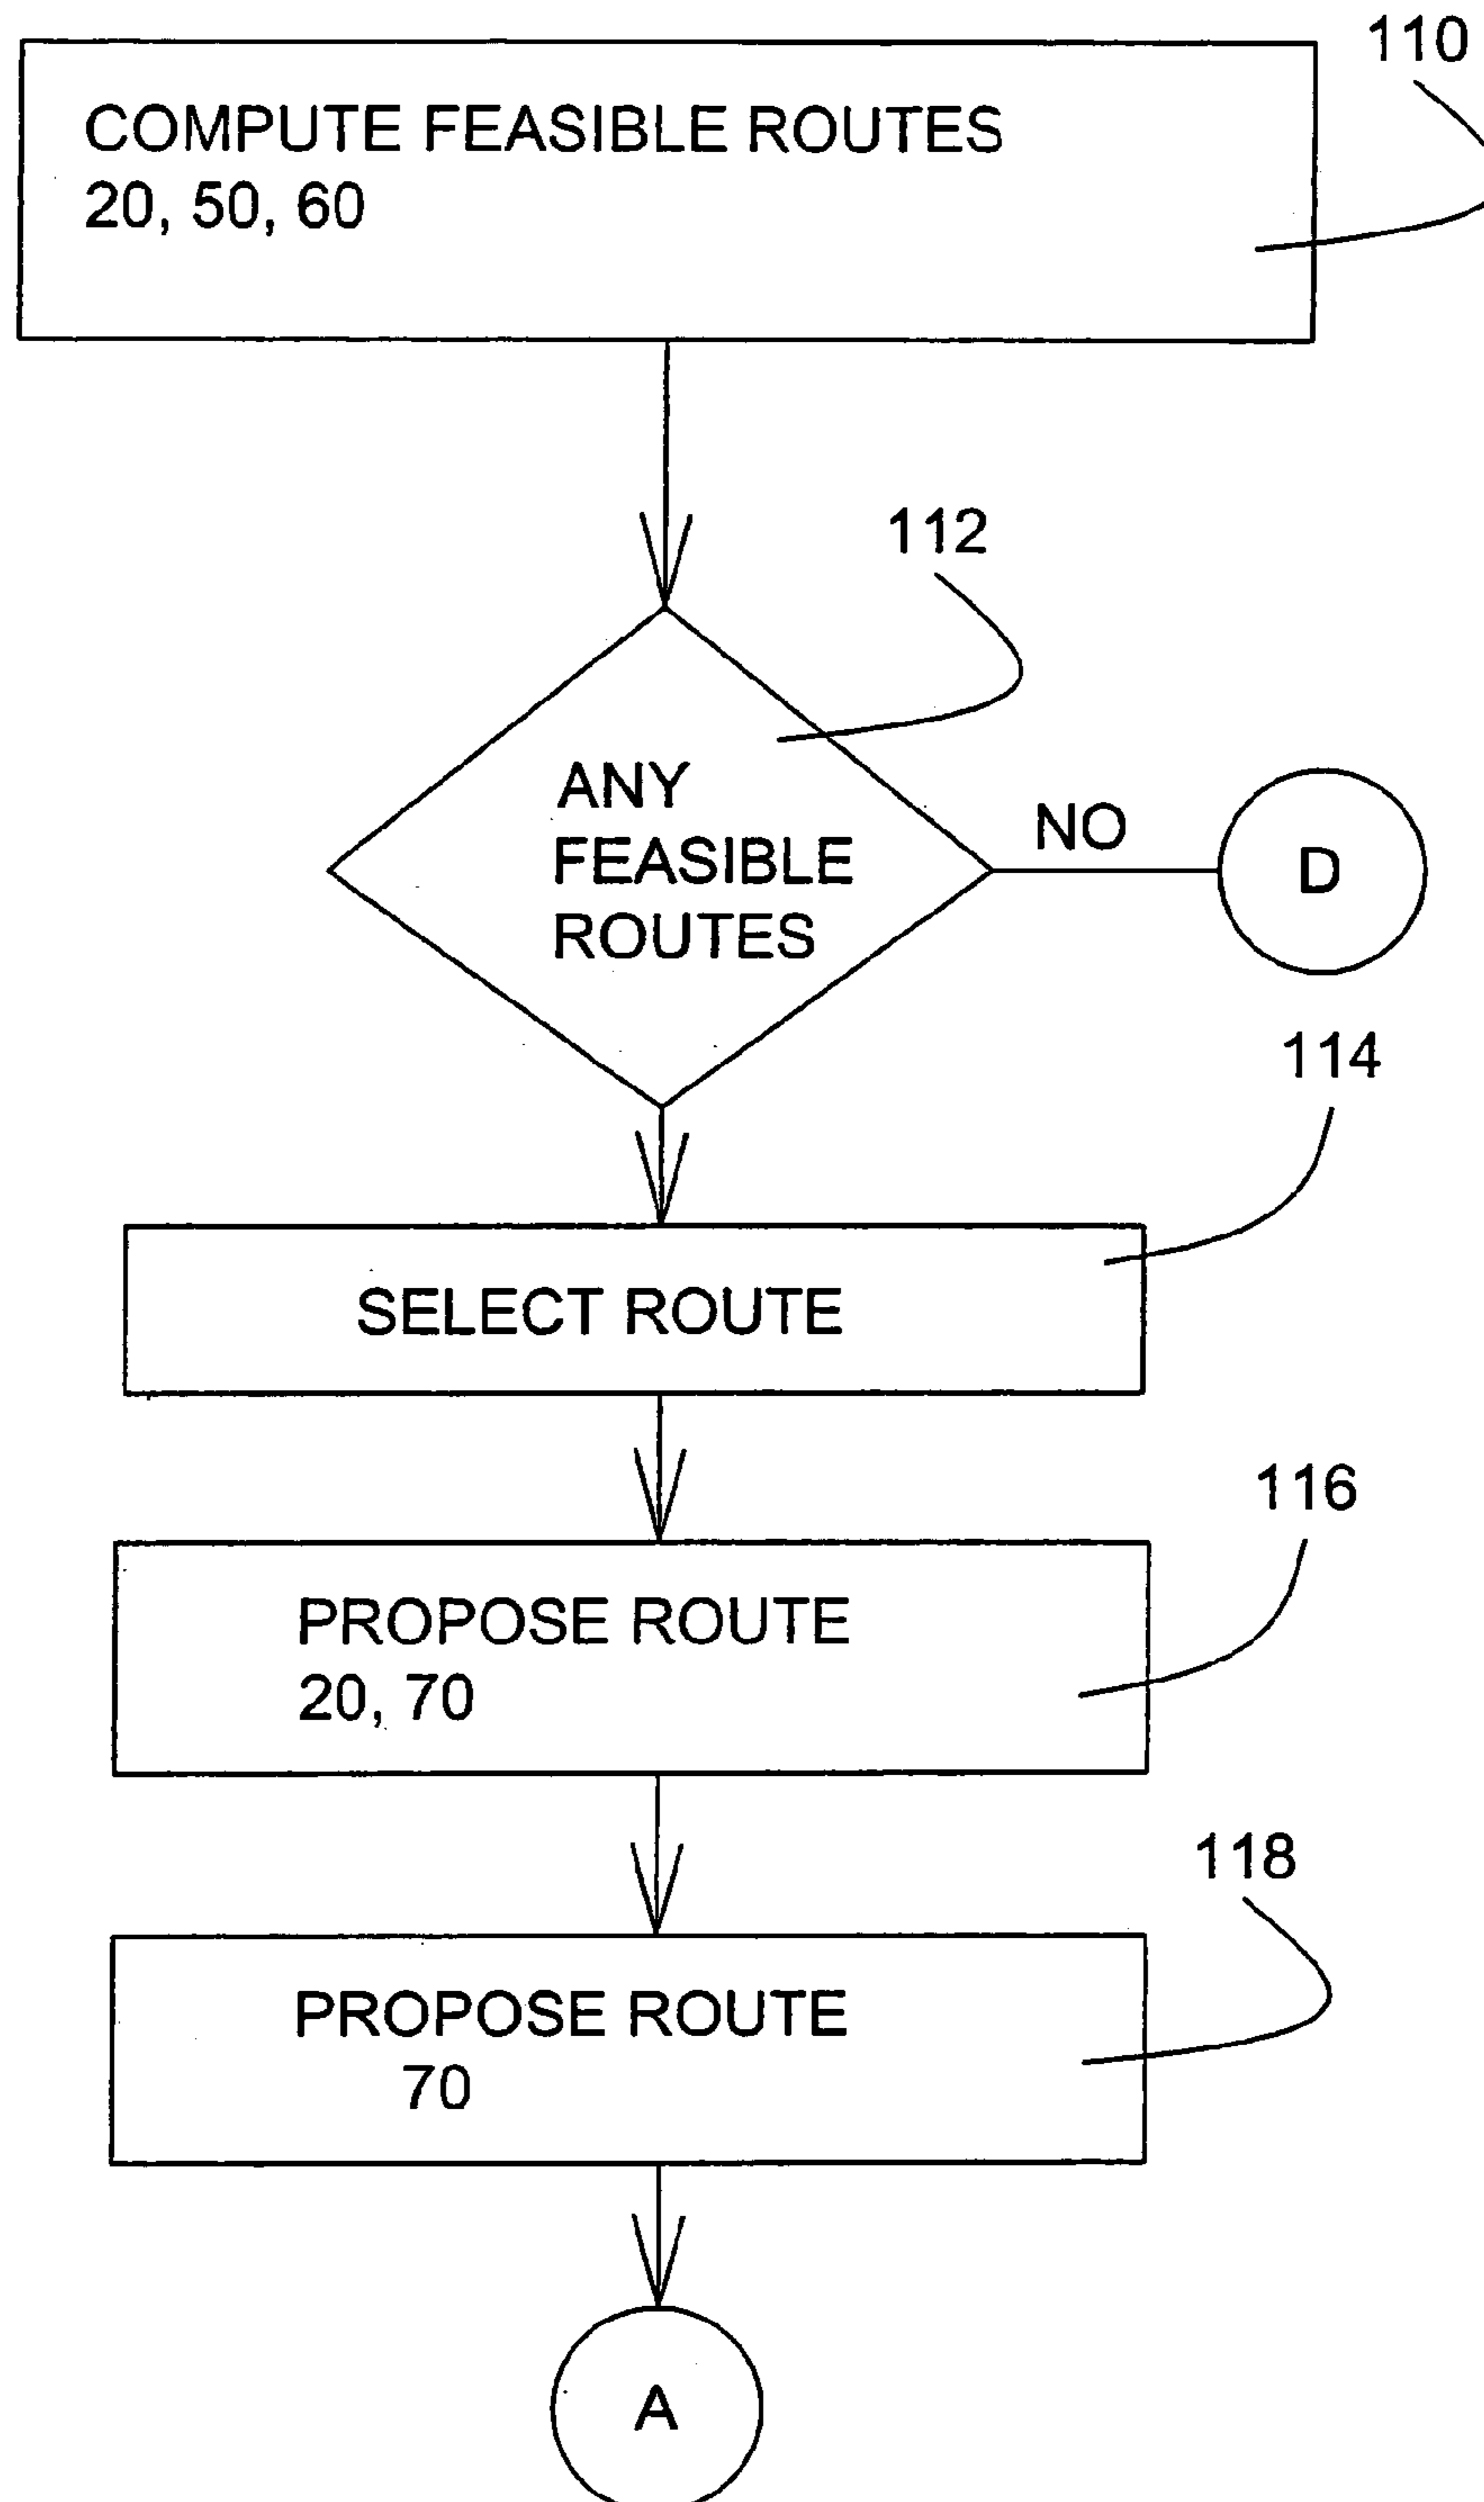 110
COMPUTE FEASIBLE ROUTES
20, 50, 60
112
ANY
FEASIBLE
ROUTES
NO
D
114
SELECT ROUTE
116
PROPOSE ROUTE
20, 70
118
PROPOSE ROUTE
70
A